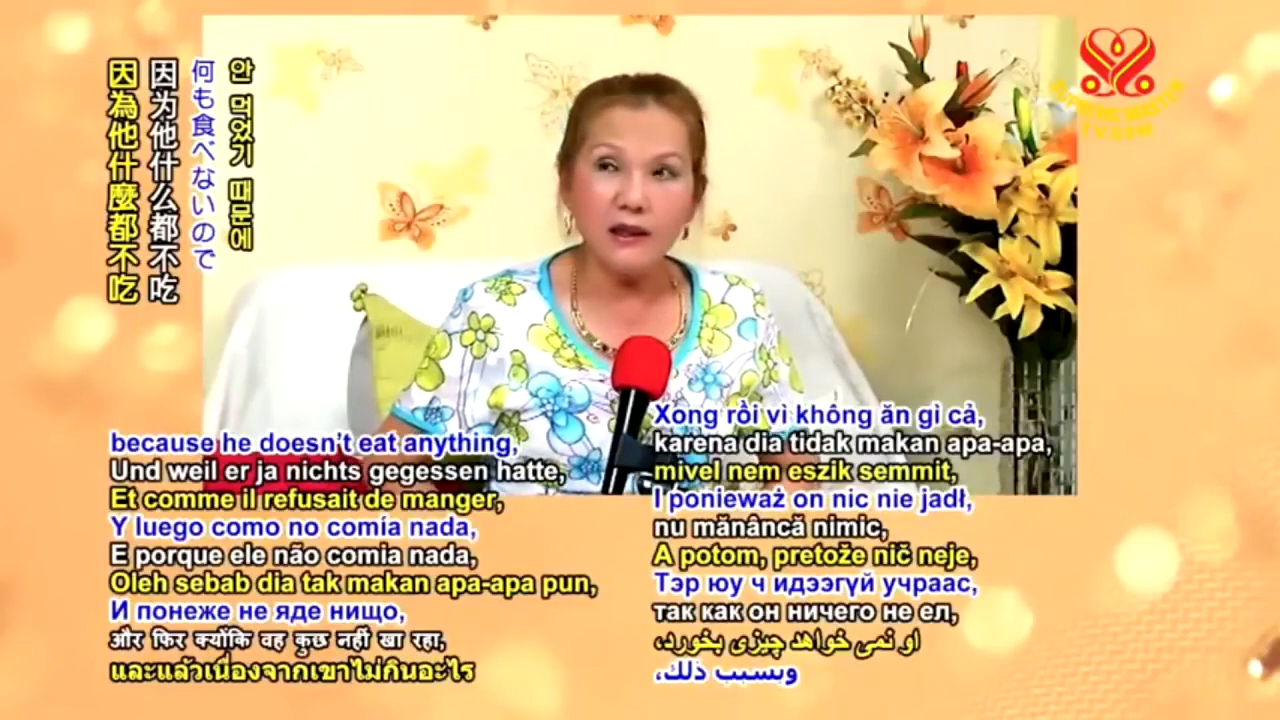 안 먹었기 때문에
何も食べないので
因为他什么都不吃
因為他什麼都不吃
because he doesn't eat anything,
Und weil er ja nichts gegessen hatte,
Et comme il refusait de manger,
Y luego como no comía nada,
E porque ele não comia nada,
Oleh sebab dia tak makan apa-apa pun,
И понеже не яде нищо,
और फिर क्योंकि वह कुछ नहीं खा रहा,
และแล้วเนื่องจากเขาไม่กินอะไร
Xong rồi vì không ăn gì cả,
karena dia tidak makan apa-apa,
mivel nem eszik semmit,
I ponieważ on nic nie jadł,
nu mănâncă nimic,
A potom, pretože nič neje,
Тэр юу ч идээгүй учраас,
так как он ничего не ел,
او نمی خواهد چیزی بخورد،
وبسبب ذلك،